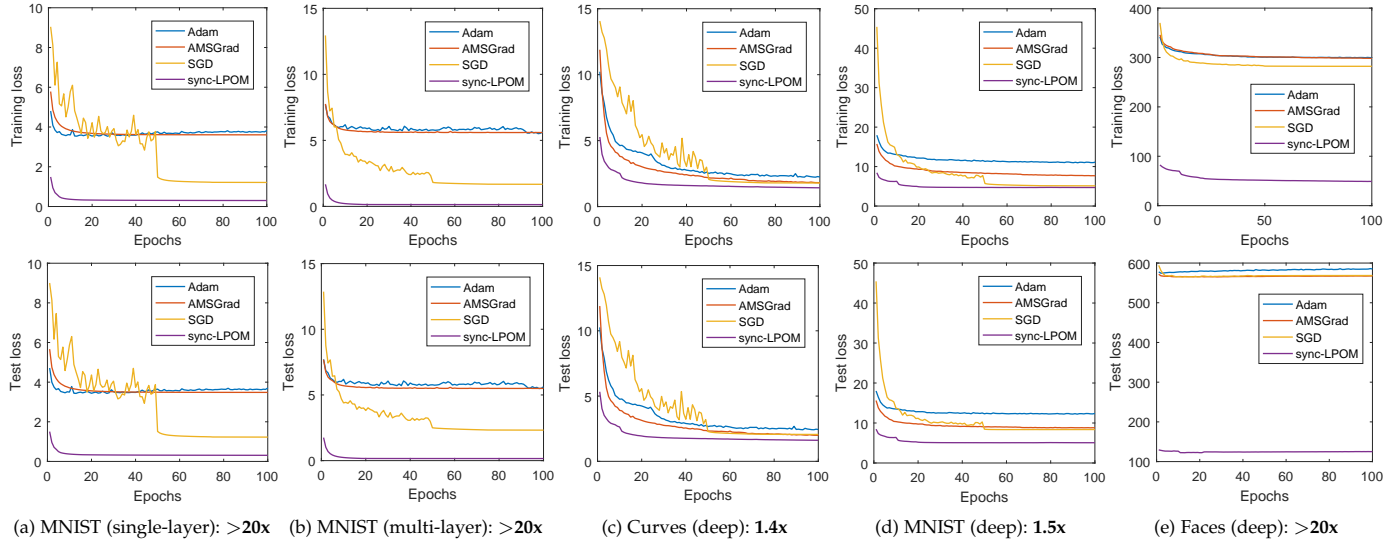 10
8
6
4
2
0
Training loss
0 20 40 60 80 100
Epochs
Adam
AMSGrad
SGD
sync-LPOM
15
10
5
0
Training loss
0 20 40 60 80 100
Epochs
Adam
AMSGrad
SGD
sync-LPOM
15
10
5
0
Training loss
0 20 40 60 80 100
Epochs
Adam
AMSGrad
SGD
sync-LPOM
50
40
30
20
10
0
Training loss
0 20 40 60 80 100
Epochs
Adam
AMSGrad
SGD
sync-LPOM
400
300
200
100
0
Training loss
0 50 100
Epochs
Adam
AMSGrad
SGD
sync-LPOM
10
8
6
4
2
0
Test loss
0 20 40 60 80 100
Epochs
Adam
AMSGrad
SGD
sync-LPOM
15
10
5
0
Test loss
0 20 40 60 80 100
Epochs
Adam
AMSGrad
SGD
sync-LPOM
15
10
5
0
Test loss
0 20 40 60 80 100
Epochs
Adam
AMSGrad
SGD
sync-LPOM
50
40
30
20
10
0
Test loss
0 20 40 60 80 100
Epochs
Adam
AMSGrad
SGD
sync-LPOM
600
500
400
300
200
100
Test loss
0 20 40 60 80 100
Epochs
Adam
AMSGrad
SGD
sync-LPOM
(a) MNIST (single-layer): >20x
(b) MNIST (multi-layer): >20x
(c) Curves (deep): 1.4x
(d) MNIST (deep): 1.5x
(e) Faces (deep): >20x